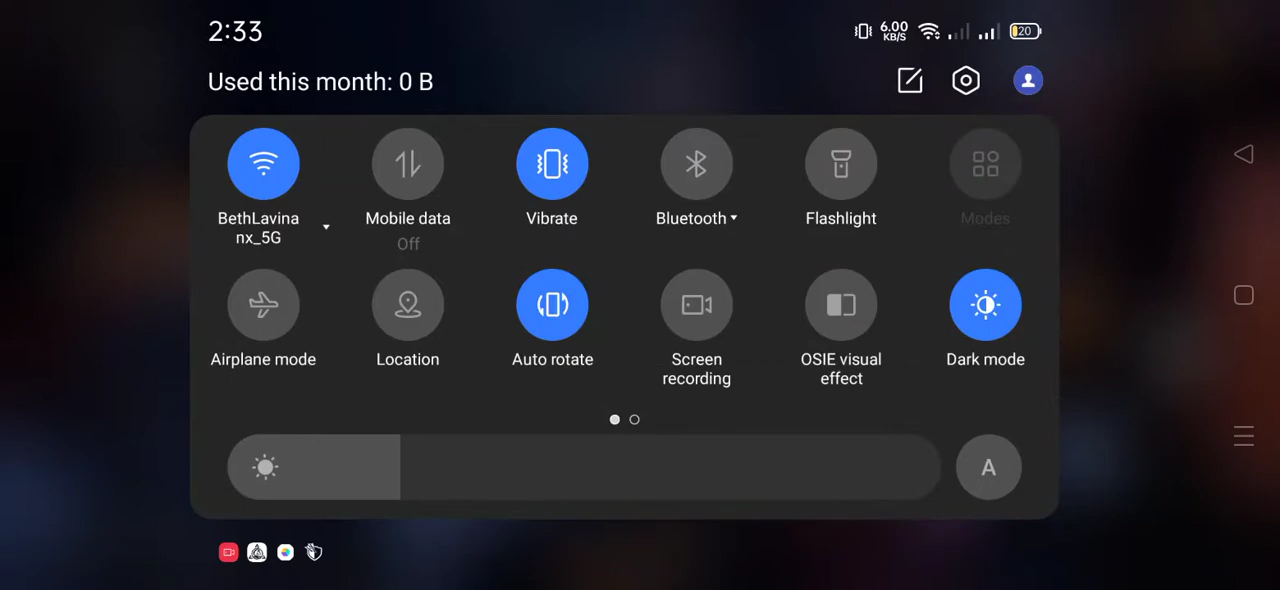 2:33
6.00
KB/S
20
Used this month: 0 B
BethLavina
nx_5G
Mobile data
Off
Vibrate
Bluetooth
Flashlight
Modes
Airplane mode
Location
Auto rotate
Screen
recording
OSIE visual
effect
Dark mode
A